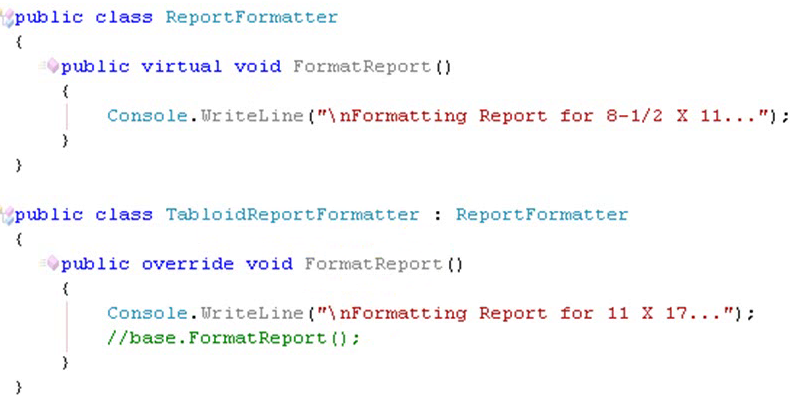 public class ReportFormatter
{
public virtual void FormatReport()
{
Console.WriteLine("\nFormatting Report for 8-1/2 X 11...");
}
}
public class TabloidReportFormatter : ReportFormatter
{
public override void FormatReport()
{
Console.WriteLine("\nFormatting Report for 11 X 17...");
//base.FormatReport();
}
}